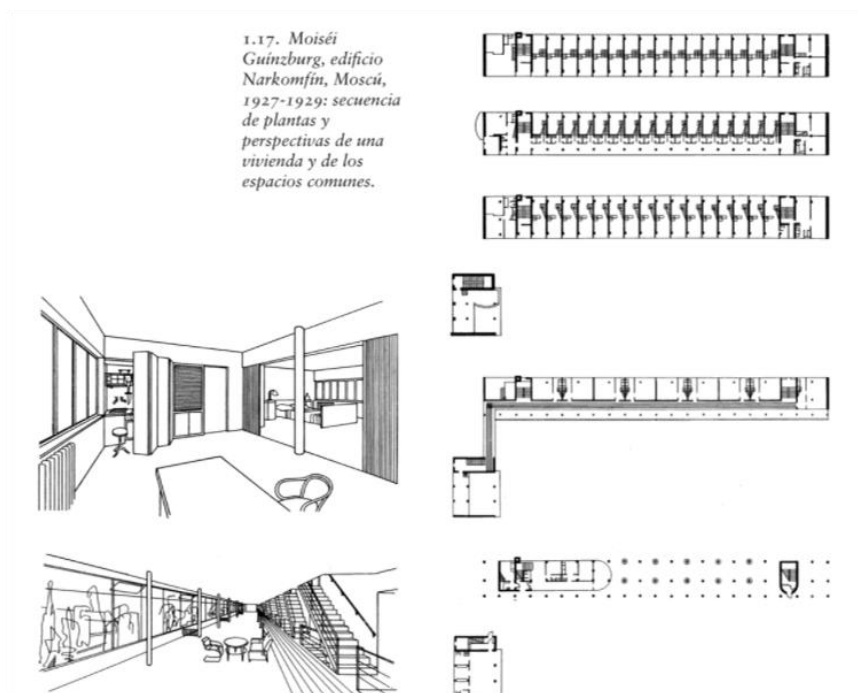 1.17. Moiséi
Guínzburg, edificio
Narkomfín, Moscú,
1927-1929: secuencia
de plantas y
perspectivas de una
vivienda y de los
espacios comunes.